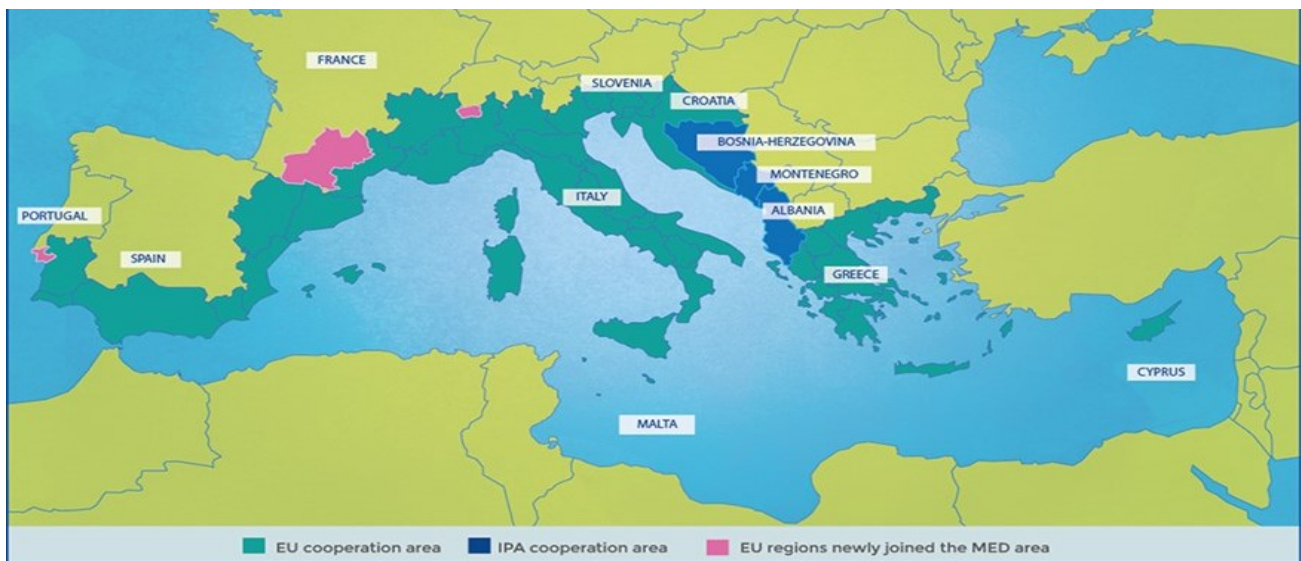 FRANCE
SLOVENIA
CROATIA
BOSNIA-HERZEGOVINA
MONTENEGRO
ITALY
ALBANIA
PORTUGAL
SPAIN
GREECE
CYPRUS
MALTA
EU cooperation area IPA cooperation area EU regions newly joined the MED area